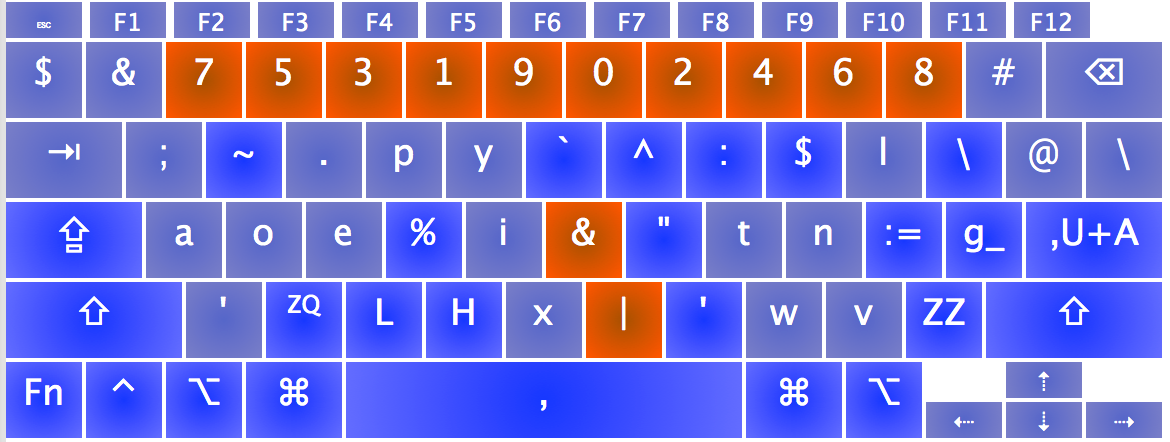 ESC F1 F2 F3 F4 F5 F6 F7 F8 F9 F10 F11 F12
$ & 7 5 3 1 9 0 2 4 6 8 # ⌫
⇥ ; ~ . p y ` ^ : $ l \ @ \
⇪ a o e % i & " t n := g_ ,U+A
⇧ ' ZQ L H x | ' w v ZZ ⇧
Fn ^ ⌥ ⌘ , ⌘ ⌥ ⇡
⇠ ⇣ ⇢